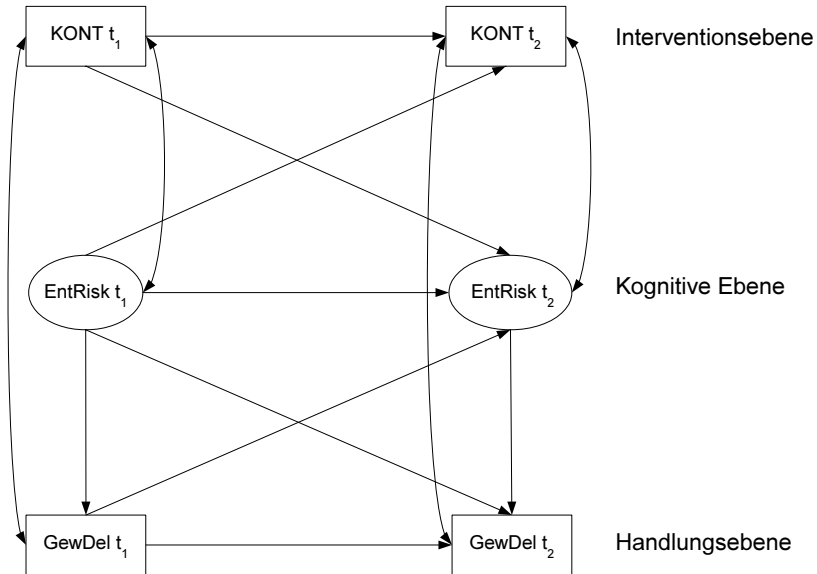 KONT t1 KONT t2 Interventionsebene
EntRisk t1 EntRisk t2 Kognitive Ebene
GewDel t1 GewDel t2 Handlungsebene